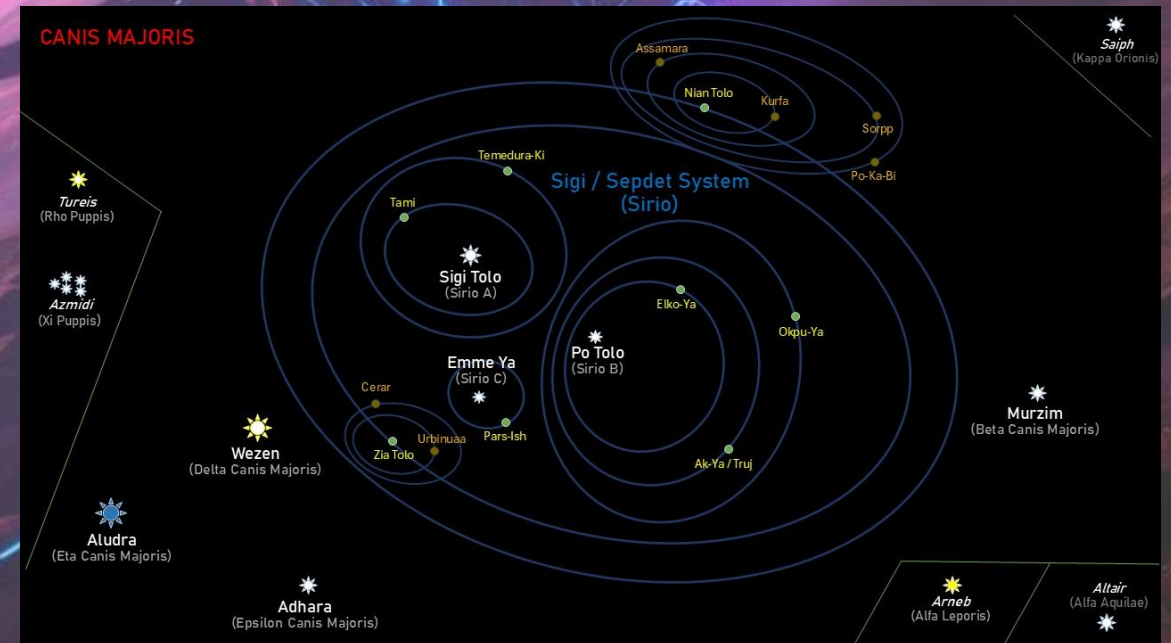 CANIS MAJORIS
Saiph
(Kappa Orionis)
Assamara
Nian Tolo
Kurfa
Sorpp
Po-Ka-Bi
Temedura-Ki
Sigi / Sepdet System
(Sirio)
Tureis
(Rho Puppis)
Tami
Sigi Tolo
(Sirio A)
Azmidi
(Xi Puppis)
Elko-Ya
Okpu-Ya
Po Tolo
(Sirio B)
Emme Ya
(Sirio C)
Cerar
Urbinuaa
Zia Tolo
Pars-Ish
Ak-Ya / Truj
Murzim
(Beta Canis Majoris)
Wezen
(Delta Canis Majoris)
Aludra
(Eta Canis Majoris)
Adhara
(Epsilon Canis Majoris)
Arneb
(Alfa Leporis)
Altair
(Alfa Aquilae)